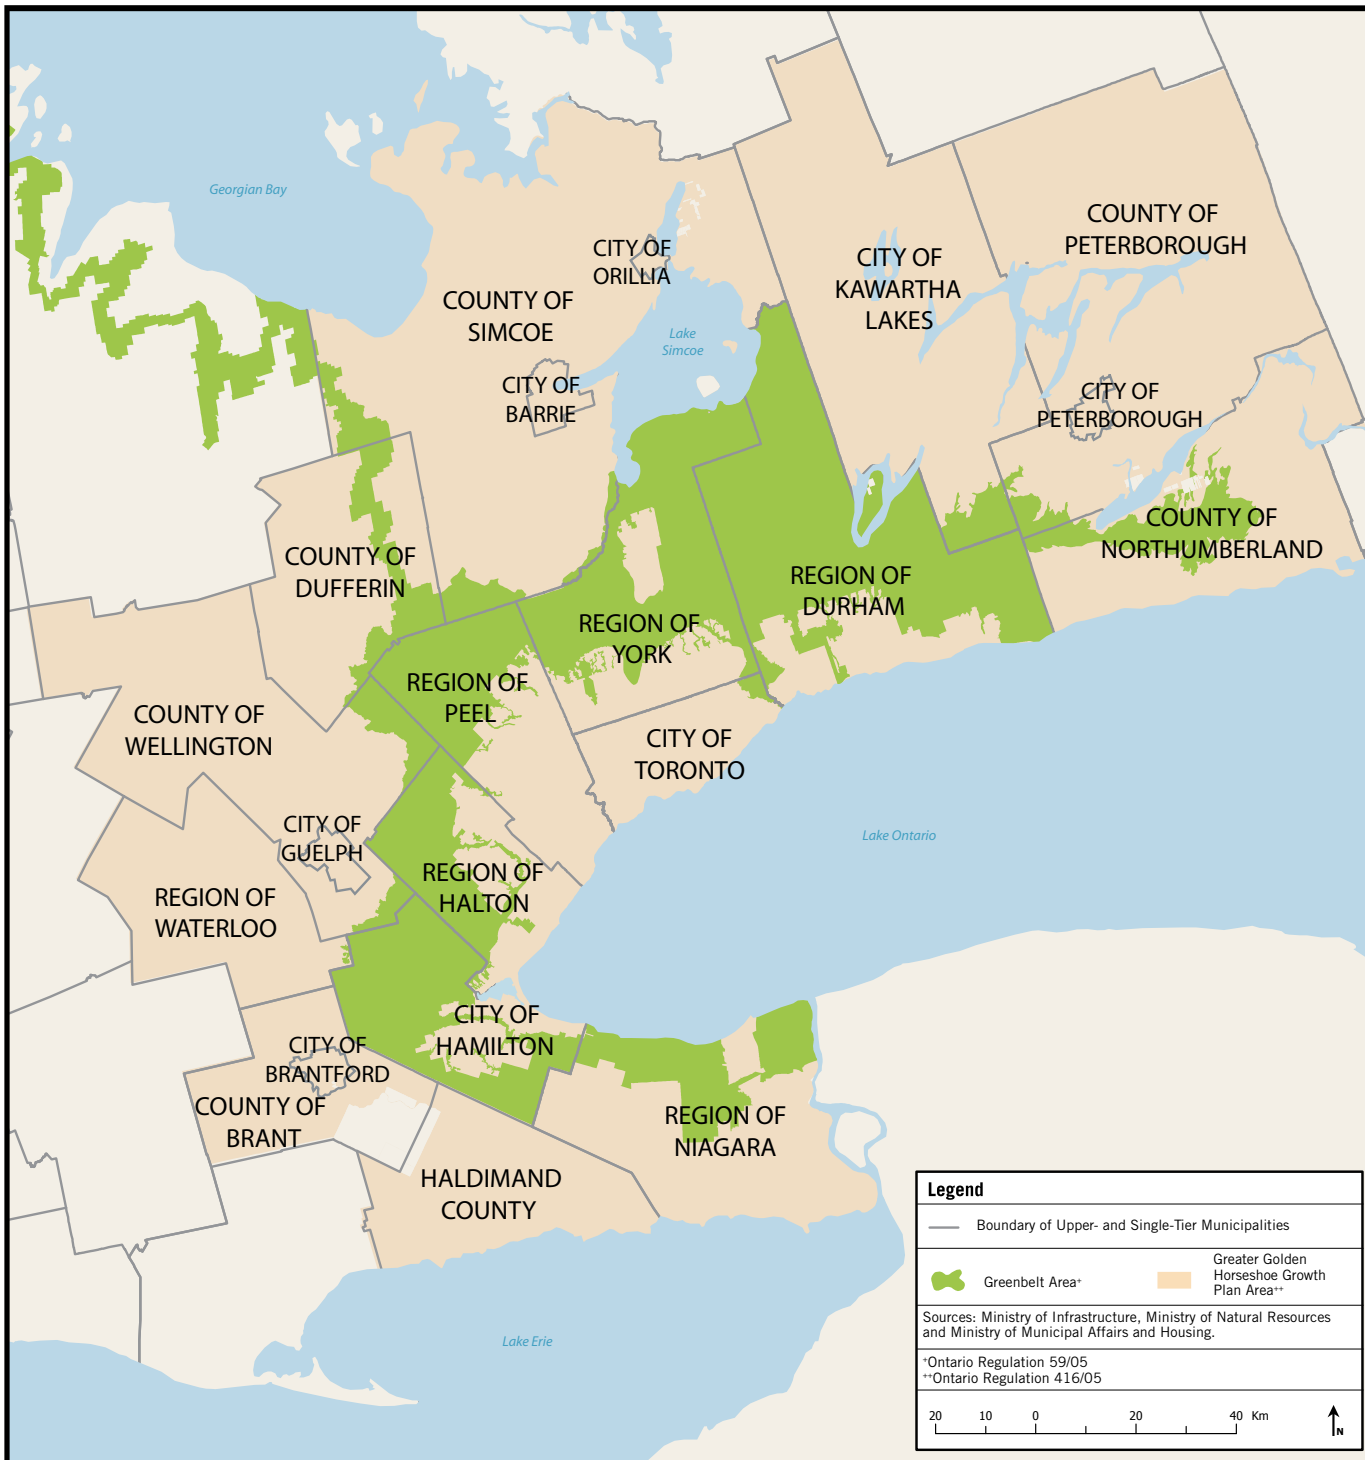 Georgian Bay
COUNTY OF
PETERBOROUGH
CITY OF
ORILLIA
CITY OF
KAWARTHA
LAKES
COUNTY OF
SIMCOE
Lake
Simcoe
CITY OF
BARRIE
CITY OF
PETERBOROUGH
COUNTY OF
NORTHUMBERLAND
COUNTY OF
DUFFERIN
REGION OF
DURHAM
REGION OF
YORK
REGION OF
PEEL
COUNTY OF
WELLINGTON
CITY OF
TORONTO
CITY OF
GUELPH
Lake Ontario
REGION OF
HALTON
REGION OF
WATERLOO
CITY OF
HAMILTON
CITY OF
BRANTFORD
COUNTY OF
BRANT
REGION OF
NIAGARA
HALDIMAND
COUNTY
Lake Erie
Legend
Boundary of Upper- and Single-Tier Municipalities
Greenbelt Area+
Greater Golden
Horseshoe Growth
Plan Area++
Sources: Ministry of Infrastructure, Ministry of Natural Resources
and Ministry of Municipal Affairs and Housing.
+Ontario Regulation 59/05
++Ontario Regulation 416/05
20 10 0 20 40 Km
N